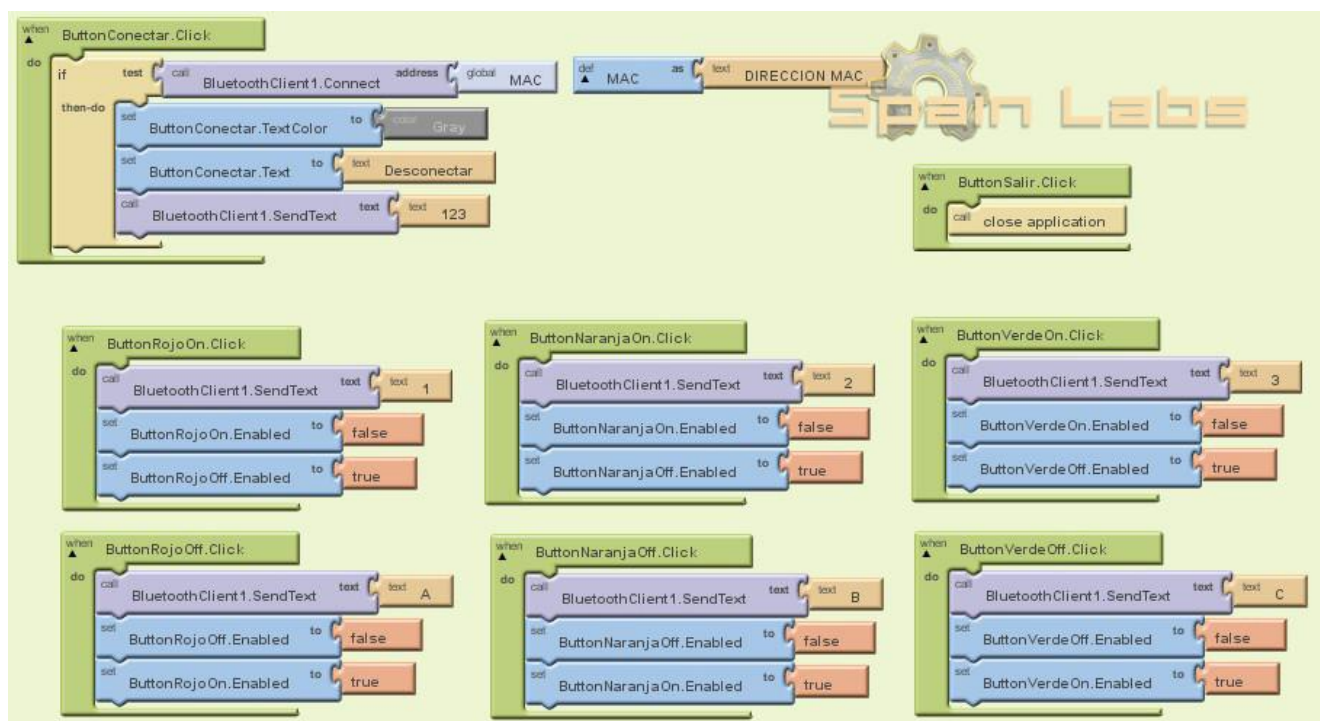 when ButtonConectar.Click
do if test call BluetoothClient1.Connect address global MAC
then-do set ButtonConectar.TextColor to color Gray
set ButtonConectar.Text to text Desconectar
call BluetoothClient1.SendText text text 123
def MAC as text DIRECCION MAC
Spain Labs
when ButtonSalir.Click
do call close application
when ButtonRojoOn.Click
do call BluetoothClient1.SendText text text 1
set ButtonRojoOn.Enabled to false
set ButtonRojoOff.Enabled to true
when ButtonNaranjaOn.Click
do call BluetoothClient1.SendText text text 2
set ButtonNaranjaOn.Enabled to false
set ButtonNaranjaOff.Enabled to true
when ButtonVerdeOn.Click
do call BluetoothClient1.SendText text text 3
set ButtonVerdeOn.Enabled to false
set ButtonVerdeOff.Enabled to true
when ButtonRojoOff.Click
do call BluetoothClient1.SendText text text A
set ButtonRojoOff.Enabled to false
set ButtonRojoOn.Enabled to true
when ButtonNaranjaOff.Click
do call BluetoothClient1.SendText text text B
set ButtonNaranjaOff.Enabled to false
set ButtonNaranjaOn.Enabled to true
when ButtonVerdeOff.Click
do call BluetoothClient1.SendText text text C
set ButtonVerdeOff.Enabled to false
set ButtonVerdeOn.Enabled to true